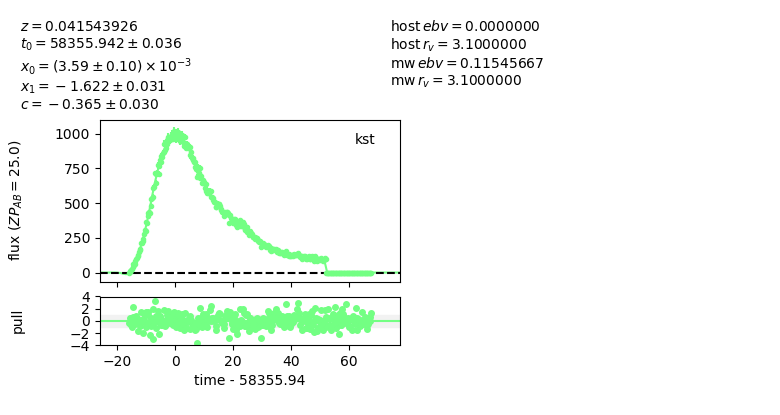 z = 0.041543926
t₀ = 58355.942 ± 0.036
x₀ = (3.59 ± 0.10) × 10⁻³
x₁ = −1.622 ± 0.031
c = −0.365 ± 0.030
host ebv = 0.0000000
host r_v = 3.1000000
mw ebv = 0.11545667
mw r_v = 3.1000000
kst
flux (ZP_AB = 25.0)
1000
750
500
250
0
pull
4
2
0
−2
−4
−20 0 20 40 60
time - 58355.94